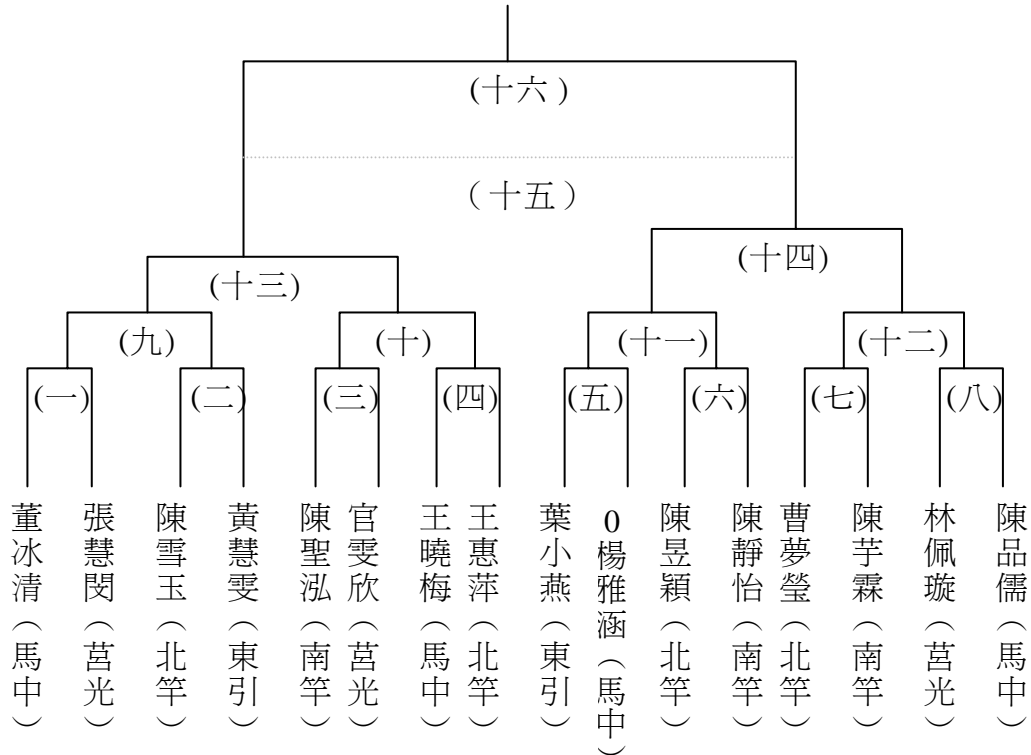 (十六)
（十五）
(十四)
(十三)
(九)
(十)
(十一)
(十二)
(一)
(二)
(三)
(四)
(五)
(六)
(七)
(八)
董冰清（馬中）
張慧閔（莒光）
陳雪玉（北竿）
黃慧雯（東引）
陳聖泓（南竿）
官雯欣（莒光）
王曉梅（馬中）
王惠萍（北竿）
葉小燕（東引）
0楊雅涵（馬中）
陳昱穎（北竿）
陳靜怡（南竿）
曹夢瑩（北竿）
陳芓霖（南竿）
林佩璇（莒光）
陳品儒（馬中）